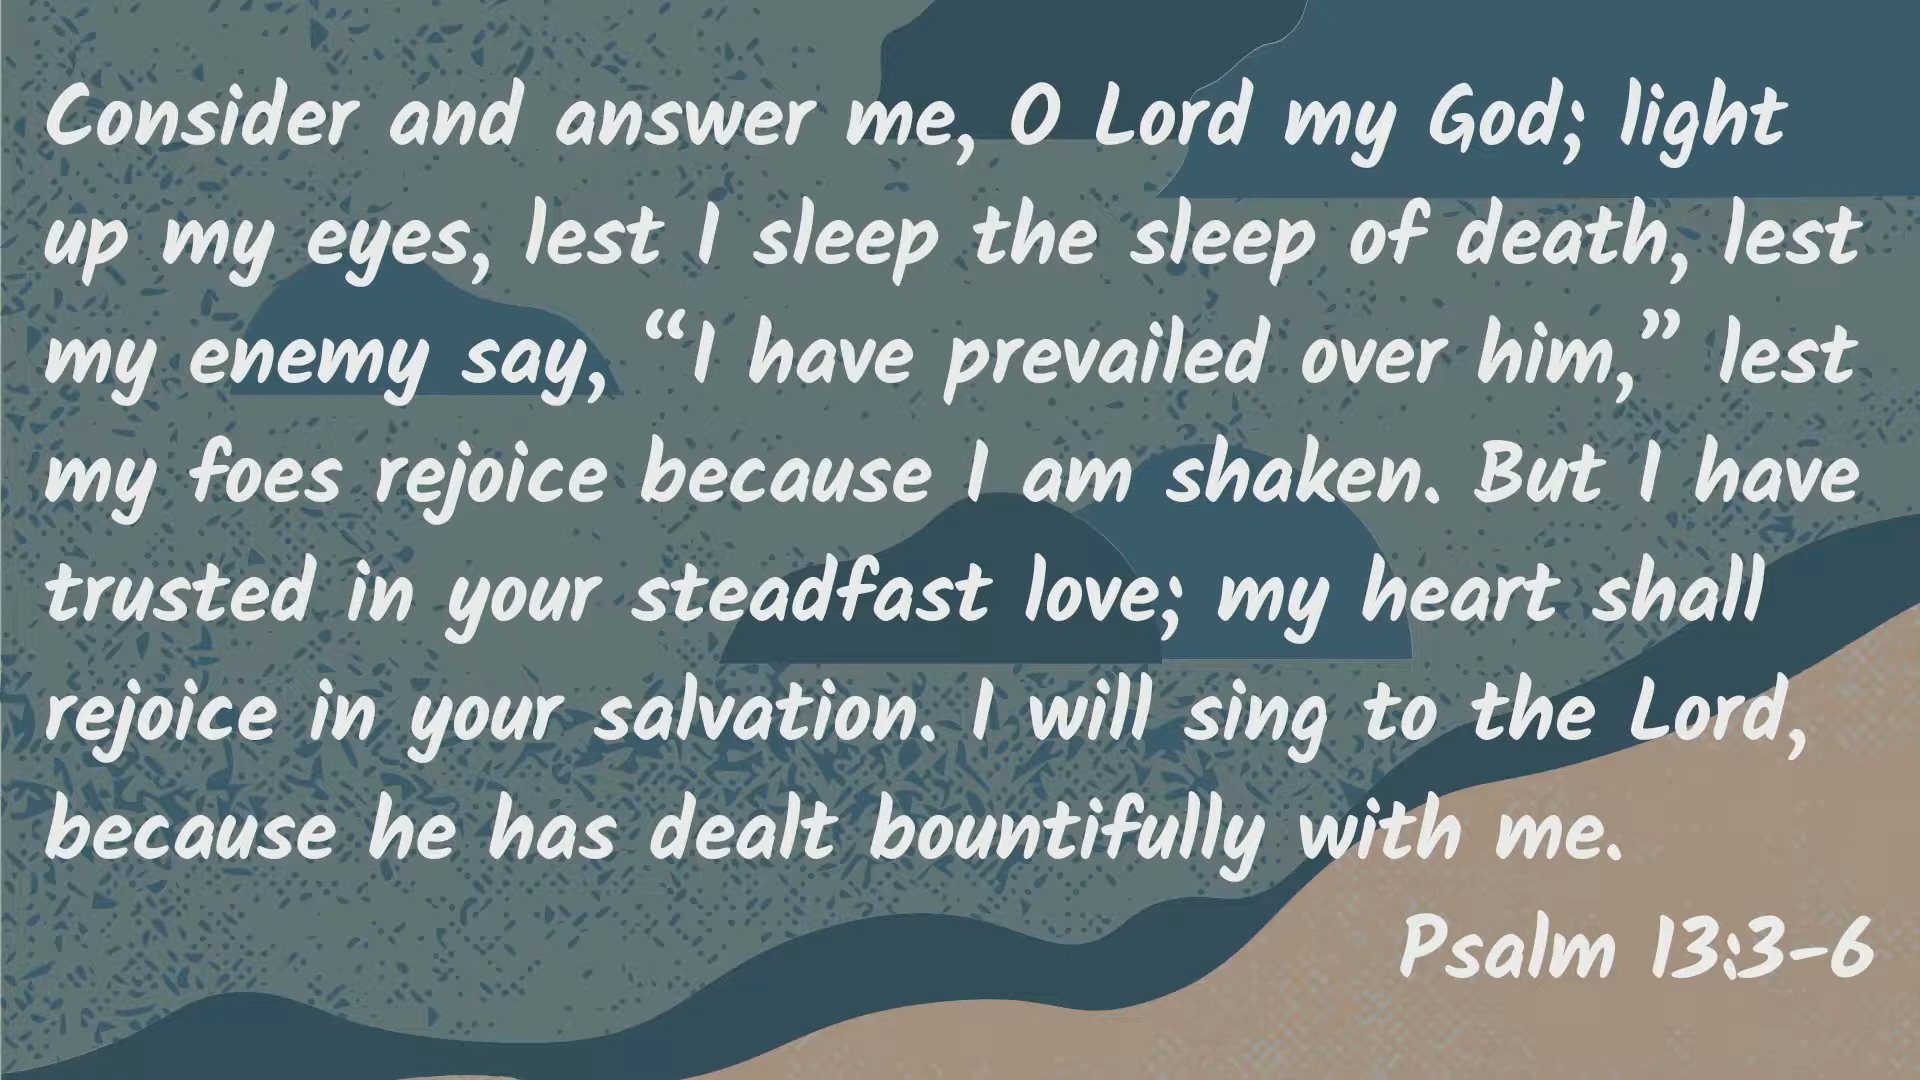 Consider and answer me, O Lord my God; light
up my eyes, lest I sleep the sleep of death, lest
my enemy say, “I have prevailed over him,” lest
my foes rejoice because I am shaken. But I have
trusted in your steadfast love; my heart shall
rejoice in your salvation. I will sing to the Lord,
because he has dealt bountifully with me.
Psalm 13:3-6